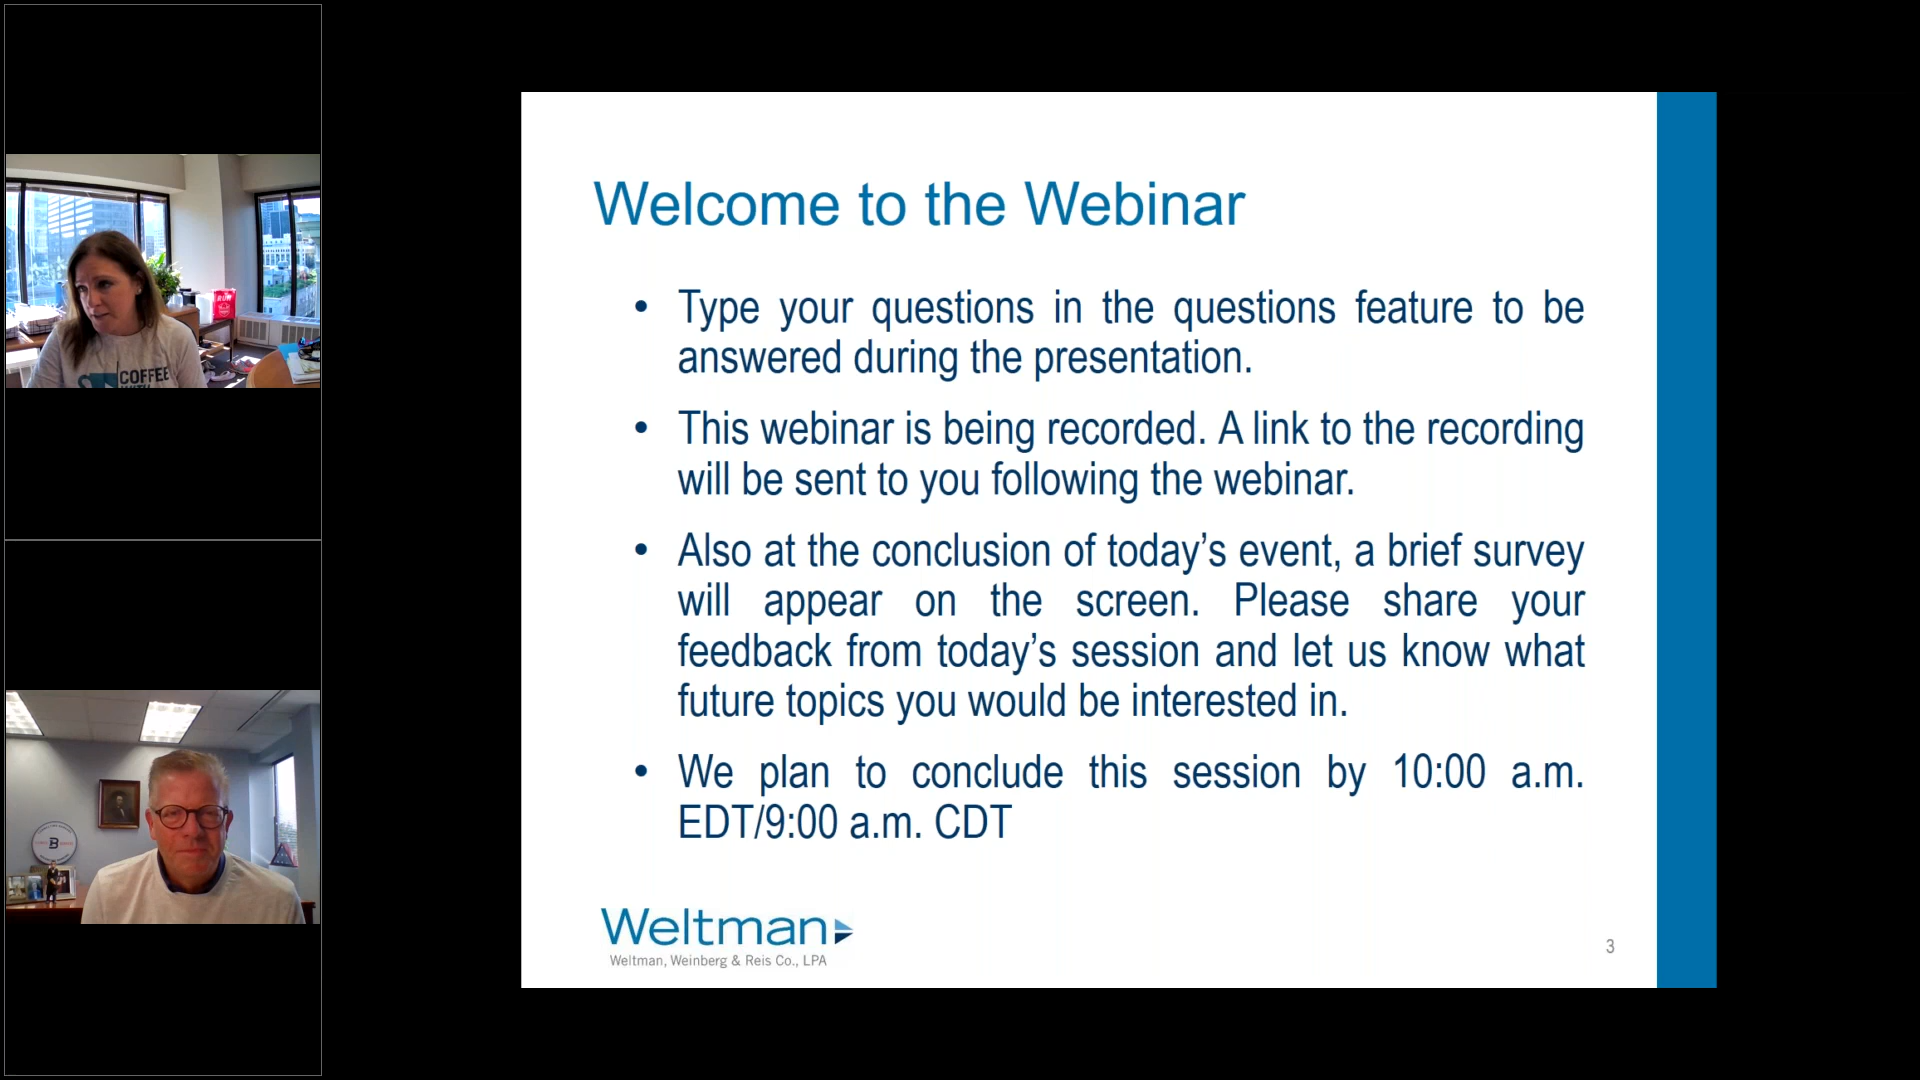 COFFEE
WITH
RUN
B
Welcome to the Webinar
• Type your questions in the questions feature to be
answered during the presentation.
• This webinar is being recorded. A link to the recording
will be sent to you following the webinar.
• Also at the conclusion of today’s event, a brief survey
will appear on the screen. Please share your
feedback from today’s session and let us know what
future topics you would be interested in.
• We plan to conclude this session by 10:00 a.m.
EDT/9:00 a.m. CDT
Weltman
Weltman, Weinberg & Reis Co., LPA
3